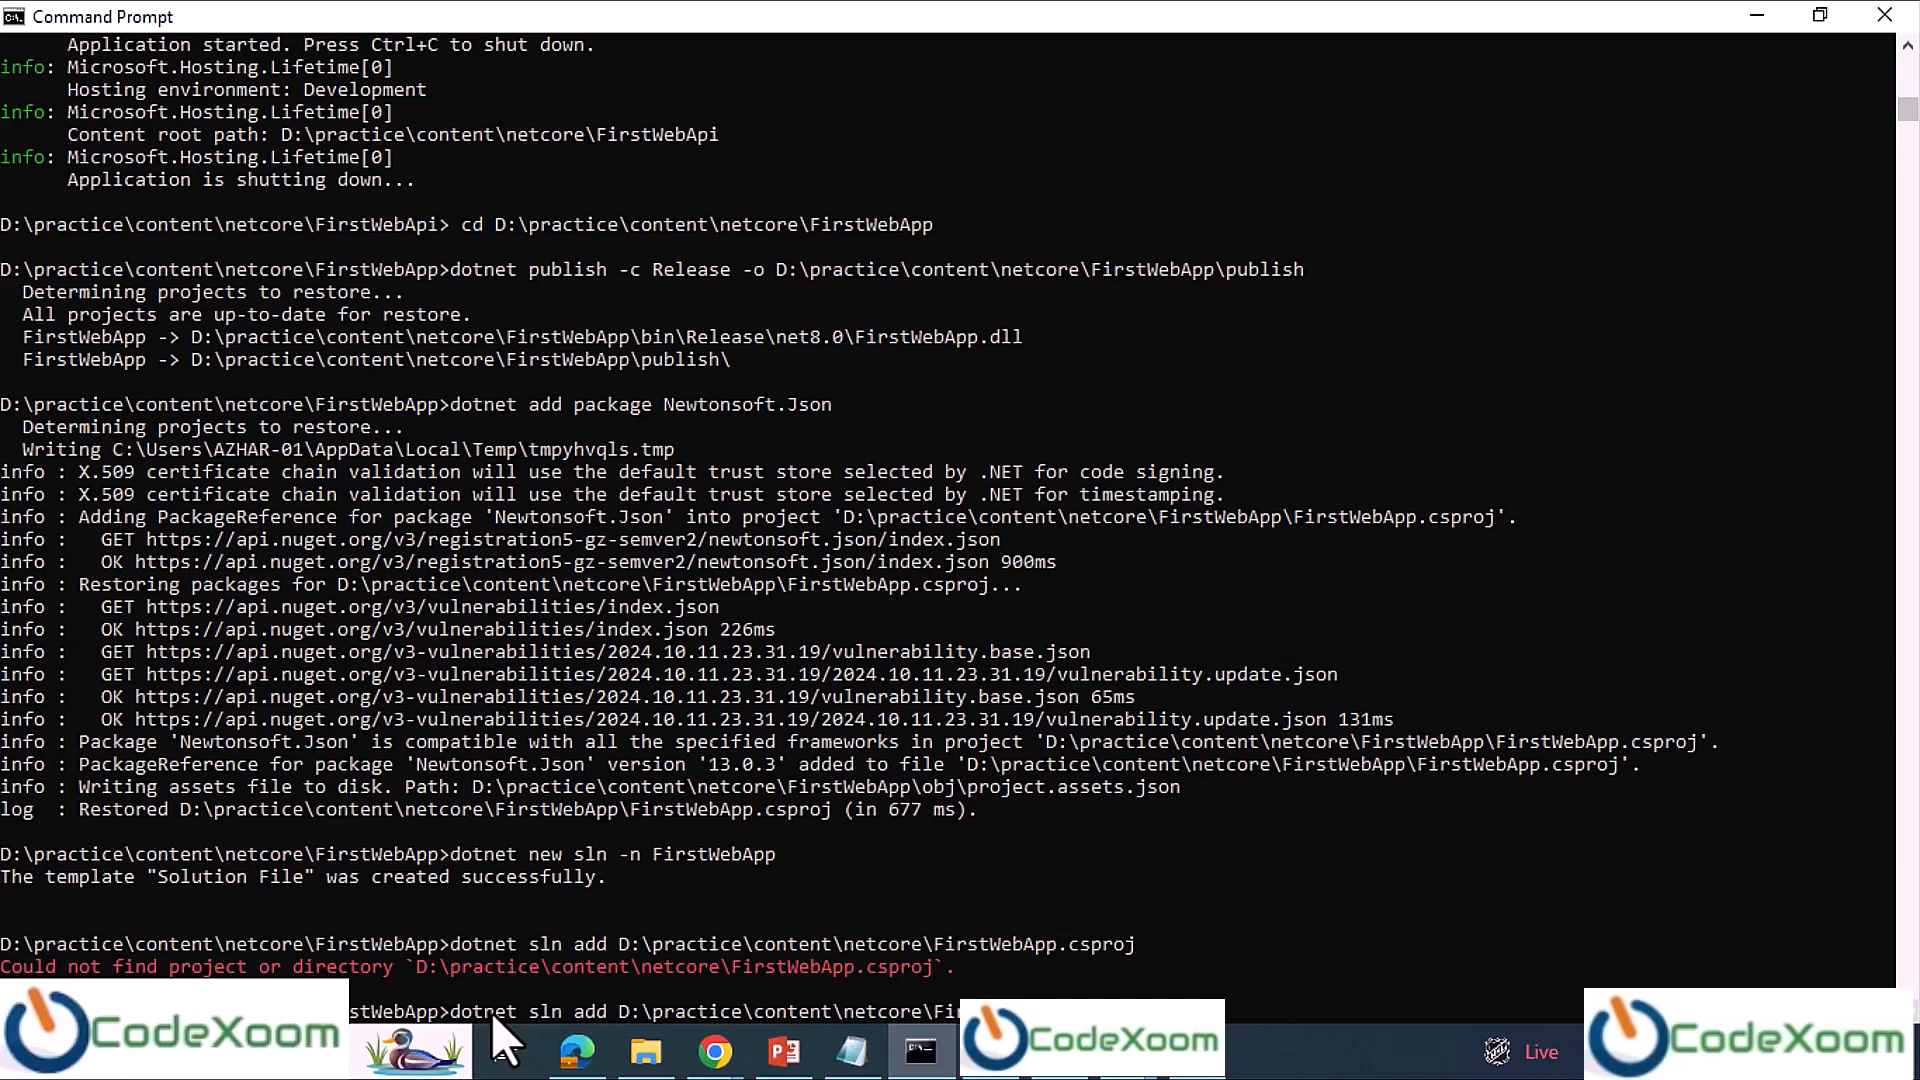 Command Prompt
Application started. Press Ctrl+C to shut down.
info: Microsoft.Hosting.Lifetime[0]
Hosting environment: Development
info: Microsoft.Hosting.Lifetime[0]
Content root path: D:\practice\content\netcore\FirstWebApi
info: Microsoft.Hosting.Lifetime[0]
Application is shutting down...
D:\practice\content\netcore\FirstWebApi> cd D:\practice\content\netcore\FirstWebApp
D:\practice\content\netcore\FirstWebApp>dotnet publish -c Release -o D:\practice\content\netcore\FirstWebApp\publish
Determining projects to restore...
All projects are up-to-date for restore.
FirstWebApp -> D:\practice\content\netcore\FirstWebApp\bin\Release\net8.0\FirstWebApp.dll
FirstWebApp -> D:\practice\content\netcore\FirstWebApp\publish\
D:\practice\content\netcore\FirstWebApp>dotnet add package Newtonsoft.Json
Determining projects to restore...
Writing C:\Users\AZHAR-01\AppData\Local\Temp\tmpyhvqls.tmp
info : X.509 certificate chain validation will use the default trust store selected by .NET for code signing.
info : X.509 certificate chain validation will use the default trust store selected by .NET for timestamping.
info : Adding PackageReference for package 'Newtonsoft.Json' into project 'D:\practice\content\netcore\FirstWebApp\FirstWebApp.csproj'.
info :   GET https://api.nuget.org/v3/registration5-gz-semver2/newtonsoft.json/index.json
info :   OK https://api.nuget.org/v3/registration5-gz-semver2/newtonsoft.json/index.json 900ms
info : Restoring packages for D:\practice\content\netcore\FirstWebApp\FirstWebApp.csproj...
info :   GET https://api.nuget.org/v3/vulnerabilities/index.json
info :   OK https://api.nuget.org/v3/vulnerabilities/index.json 226ms
info :   GET https://api.nuget.org/v3-vulnerabilities/2024.10.11.23.31.19/vulnerability.base.json
info :   GET https://api.nuget.org/v3-vulnerabilities/2024.10.11.23.31.19/2024.10.11.23.31.19/vulnerability.update.json
info :   OK https://api.nuget.org/v3-vulnerabilities/2024.10.11.23.31.19/vulnerability.base.json 65ms
info :   OK https://api.nuget.org/v3-vulnerabilities/2024.10.11.23.31.19/2024.10.11.23.31.19/vulnerability.update.json 131ms
info : Package 'Newtonsoft.Json' is compatible with all the specified frameworks in project 'D:\practice\content\netcore\FirstWebApp\FirstWebApp.csproj'.
info : PackageReference for package 'Newtonsoft.Json' version '13.0.3' added to file 'D:\practice\content\netcore\FirstWebApp\FirstWebApp.csproj'.
info : Writing assets file to disk. Path: D:\practice\content\netcore\FirstWebApp\obj\project.assets.json
log  : Restored D:\practice\content\netcore\FirstWebApp\FirstWebApp.csproj (in 677 ms).
D:\practice\content\netcore\FirstWebApp>dotnet new sln -n FirstWebApp
The template "Solution File" was created successfully.
D:\practice\content\netcore\FirstWebApp>dotnet sln add D:\practice\content\netcore\FirstWebApp.csproj
Could not find project or directory `D:\practice\content\netcore\FirstWebApp.csproj`.
stWebApp>dotnet sln add D:\practice\content\netcore\Fi
CodeXoom
CodeXoom
Live
CodeXoom